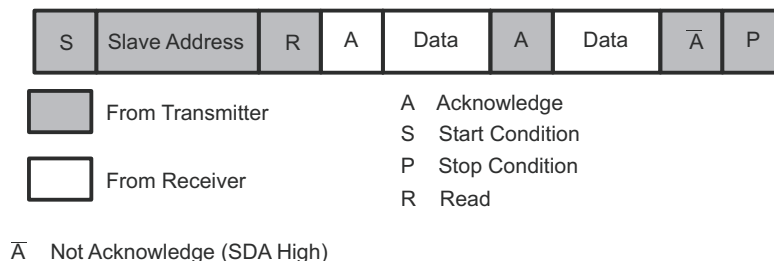 S Slave Address R A Data A Data A̅ P
From Transmitter
From Receiver
A Acknowledge
S Start Condition
P Stop Condition
R Read
A̅ Not Acknowledge (SDA High)